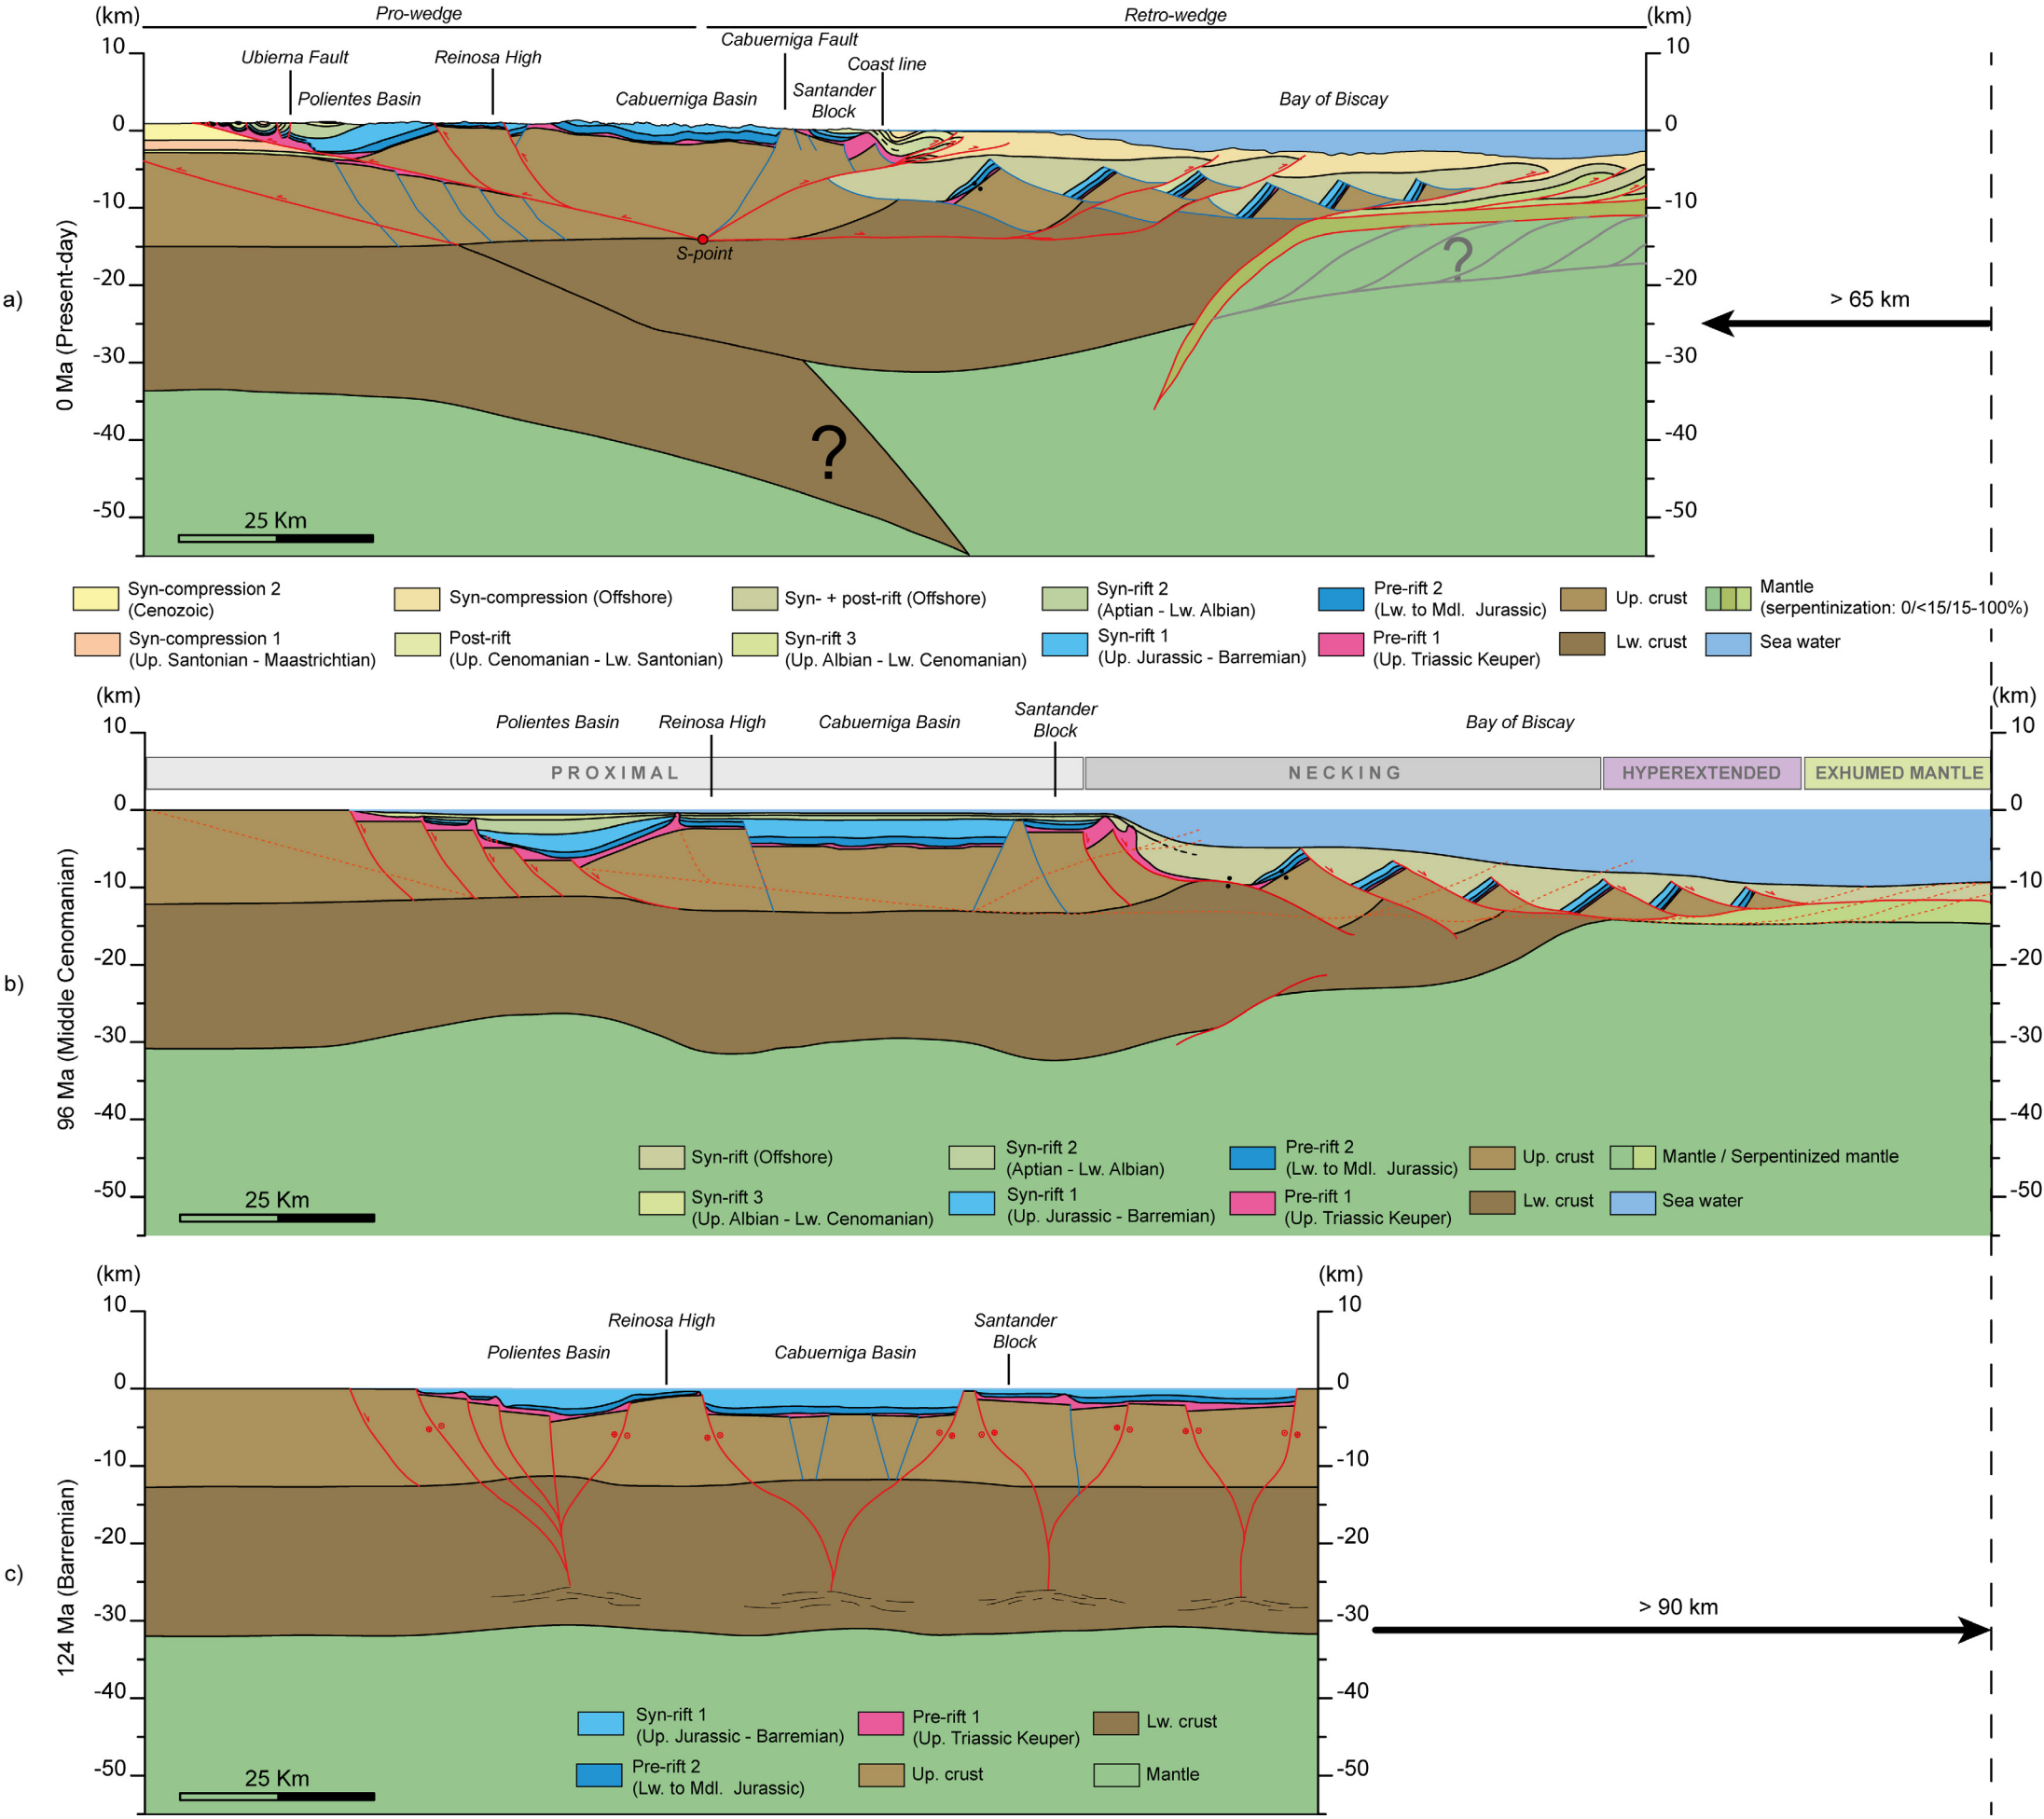 Pro-wedge
Retro-wedge
(km)
(km)
Cabuerniga Fault
Ubierna Fault
Reinosa High
Coast line
Polientes Basin
Cabuerniga Basin
Santander
Block
Bay of Biscay
10
0
-10
-20
-30
-40
-50
10
0
-10
-20
-30
-40
-50
a)
0 Ma (Present-day)
S-point
?
?
> 65 km
25 Km
Syn-compression 2
(Cenozoic)
Syn-compression (Offshore)
Syn- + post-rift (Offshore)
Syn-rift 2
(Aptian - Lw. Albian)
Pre-rift 2
(Lw. to Mdl. Jurassic)
Up. crust
Mantle
(serpentinization: 0/<15/15-100%)
Syn-compression 1
(Up. Santonian - Maastrichtian)
Post-rift
(Up. Cenomanian - Lw. Santonian)
Syn-rift 3
(Up. Albian - Lw. Cenomanian)
Syn-rift 1
(Up. Jurassic - Barremian)
Pre-rift 1
(Up. Triassic Keuper)
Lw. crust
Sea water
(km)
(km)
Polientes Basin
Reinosa High
Cabuerniga Basin
Santander
Block
Bay of Biscay
PROXIMAL
NECKING
HYPEREXTENDED
EXHUMED MANTLE
10
0
-10
-20
-30
-40
-50
10
0
-10
-20
-30
-40
-50
b)
96 Ma (Middle Cenomanian)
25 Km
Syn-rift (Offshore)
Syn-rift 2
(Aptian - Lw. Albian)
Pre-rift 2
(Lw. to Mdl. Jurassic)
Up. crust
Mantle / Serpentinized mantle
Syn-rift 3
(Up. Albian - Lw. Cenomanian)
Syn-rift 1
(Up. Jurassic - Barremian)
Pre-rift 1
(Up. Triassic Keuper)
Lw. crust
Sea water
(km)
(km)
Reinosa High
Santander
Block
Polientes Basin
Cabuerniga Basin
10
0
-10
-20
-30
-40
-50
10
0
-10
-20
-30
-40
-50
c)
124 Ma (Barremian)
> 90 km
25 Km
Syn-rift 1
(Up. Jurassic - Barremian)
Pre-rift 1
(Up. Triassic Keuper)
Lw. crust
Pre-rift 2
(Lw. to Mdl. Jurassic)
Up. crust
Mantle